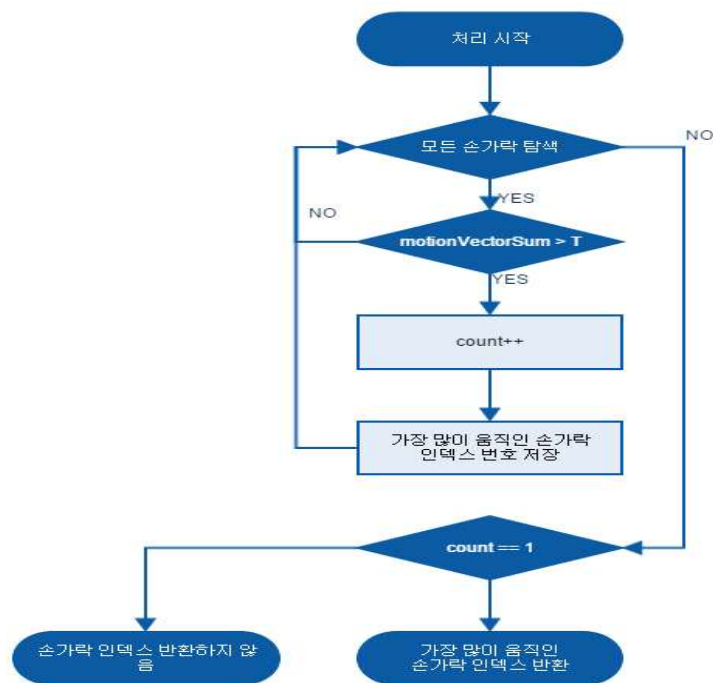 처리 시작
모든 손가락 탐색
NO
YES
NO
motionVectorSum > T
YES
count++
가장 많이 움직인 손가락
인덱스 번호 저장
count == 1
손가락 인덱스 반환하지 않
음
가장 많이 움직인
손가락 인덱스 반환